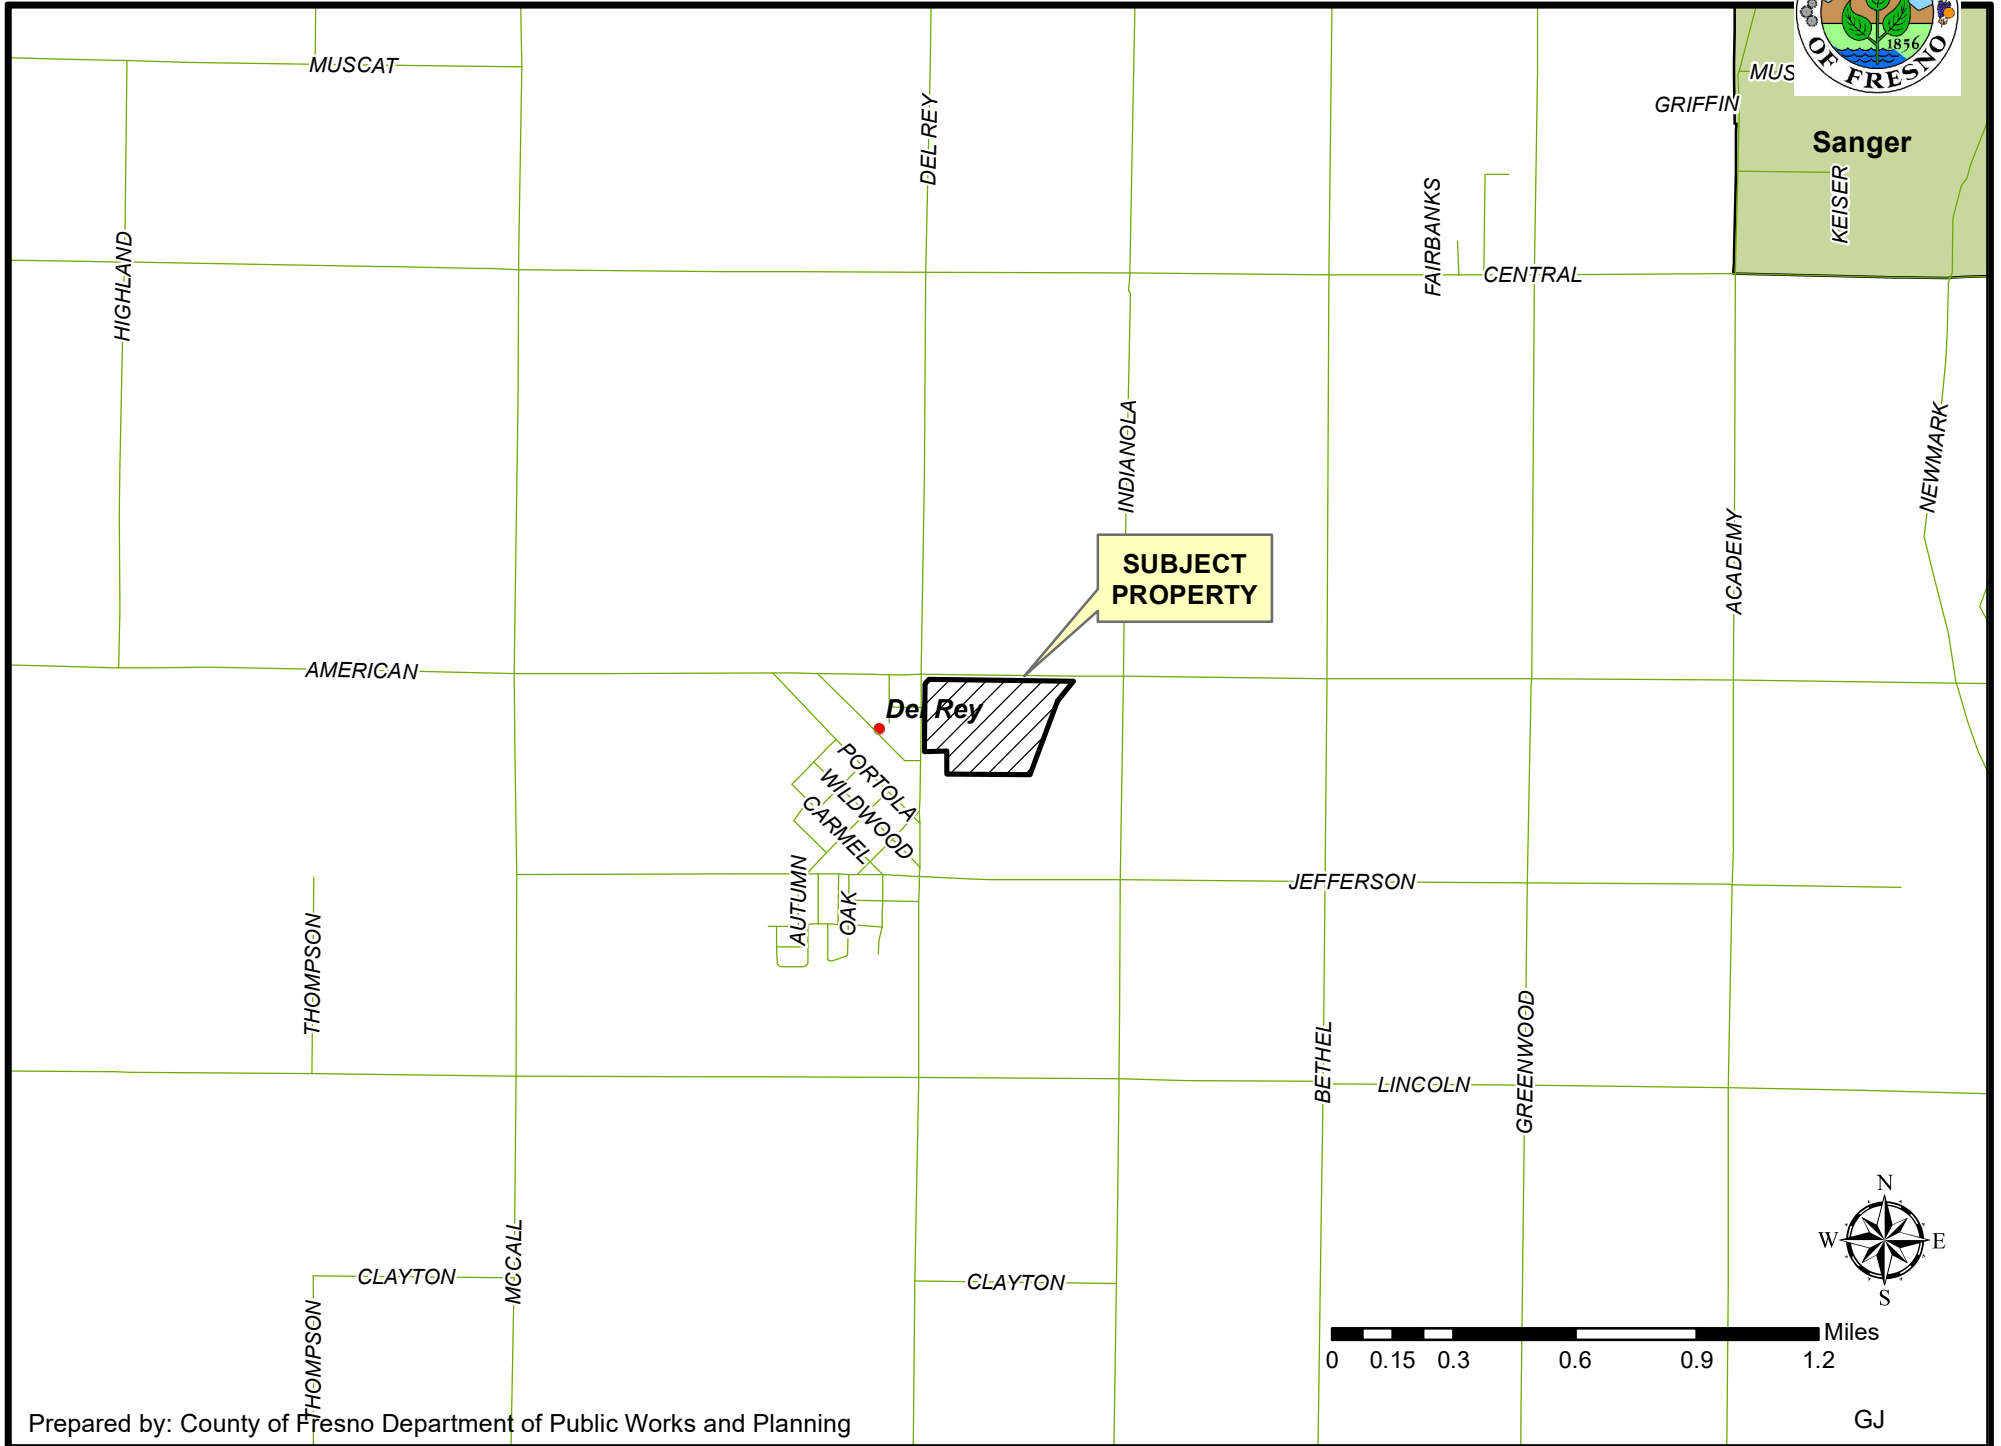 MUSCAT
DEL REY
1856
OF FRESNO
MUS
GRIFFIN
Sanger
KEISER
FAIRBANKS
HIGHLAND
CENTRAL
INDIANOLA
NEWMARK
ACADEMY
SUBJECT
PROPERTY
AMERICAN
Del Rey
PORTOLA
WILDWOOD
CARMEL
AUTUMN
OAK
JEFFERSON
THOMPSON
BETHEL
GREENWOOD
LINCOLN
N
W
E
S
MCCALL
CLAYTON
CLAYTON
THOMPSON
Miles
0 0.15 0.3 0.6 0.9 1.2
Prepared by: County of Fresno Department of Public Works and Planning
GJ